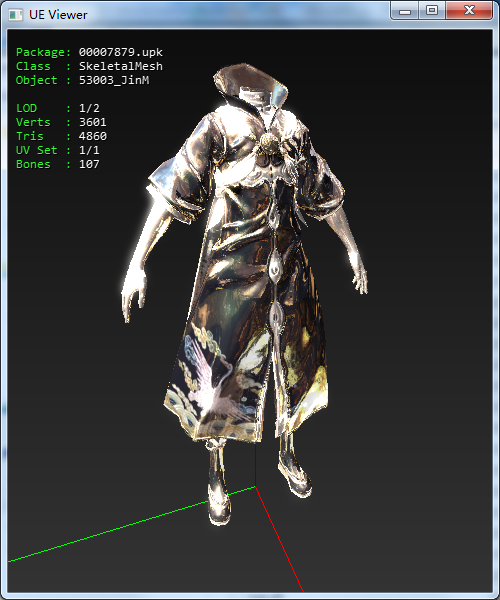 UE Viewer
Package: 00007879.upk
Class  : SkeletalMesh
Object : 53003_JinM
LOD    : 1/2
Verts  : 3601
Tris   : 4860
UV Set : 1/1
Bones  : 107